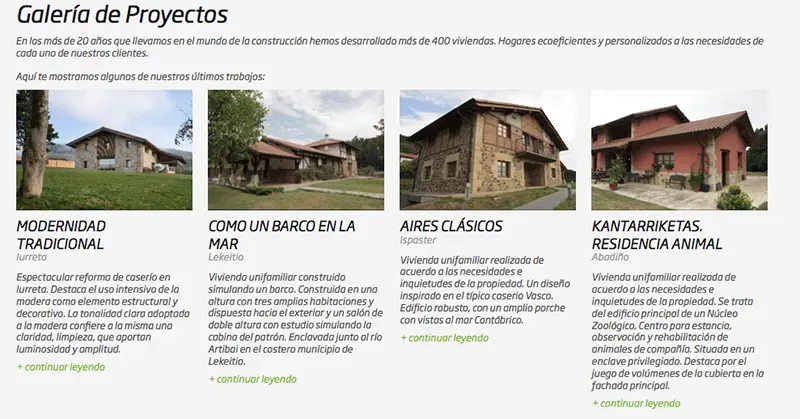 Galería de Proyectos
En los más de 20 años que llevamos en el mundo de la construcción hemos desarrollado más de 400 viviendas. Hogares ecoeficientes y personalizados a las necesidades de
cada uno de nuestros clientes.
Aquí te mostramos algunos de nuestros últimos trabajos:
MODERNIDAD
TRADICIONAL
Iurreta
Espectacular reforma de caserío en
Iurreta. Destaca el uso intensivo de la
madera como elemento estructural y
decorativo. La tonalidad clara adoptada
a la madera confiere a la misma una
claridad, limpieza, que aportan
luminosidad y amplitud.
+ continuar leyendo
COMO UN BARCO EN LA
MAR
Lekeitio
Vivienda unifamiliar construido
simulando un barco. Construida en una
altura con tres amplias habitaciones y
dispuesta hacia el exterior y un salón de
doble altura con estudio simulando la
cabina del patrón. Enclavada junto al río
Artibai en el costero municipio de
Lekeitio.
+ continuar leyendo
AIRES CLÁSICOS
Ispaster
Vivienda unifamiliar realizada de
acuerdo a las necesidades e
inquietudes de la propiedad. Un diseño
inspirado en el típico caserio Vasco.
Edificio robusto, con un amplio porche
con vistas al mar Cantábrico.
+ continuar leyendo
KANTARRIKETAS.
RESIDENCIA ANIMAL
Abadiño
Vivienda unifamiliar realizada de
acuerdo a las necesidades e
inquietudes de la propiedad. Se trata
del edificio principal de un Núcleo
Zoológico, Centro para estancia,
observación y rehabilitación de
animales de compañía. Situada en un
enclave privilegiado. Destaca por el
juego de volúmenes de la cubierta en la
fachada principal.
+ continuar leyendo